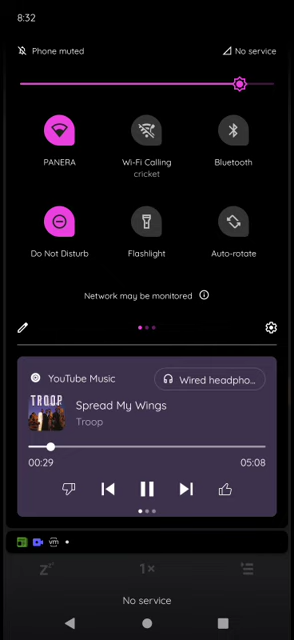 8:32
Phone muted
No service
PANERA
Wi-Fi Calling
cricket
Bluetooth
Do Not Disturb
Flashlight
Auto-rotate
Network may be monitored
YouTube Music
Wired headpho...
TROOP
Spread My Wings
Troop
00:29
05:08
vm
Zzz
1×
No service